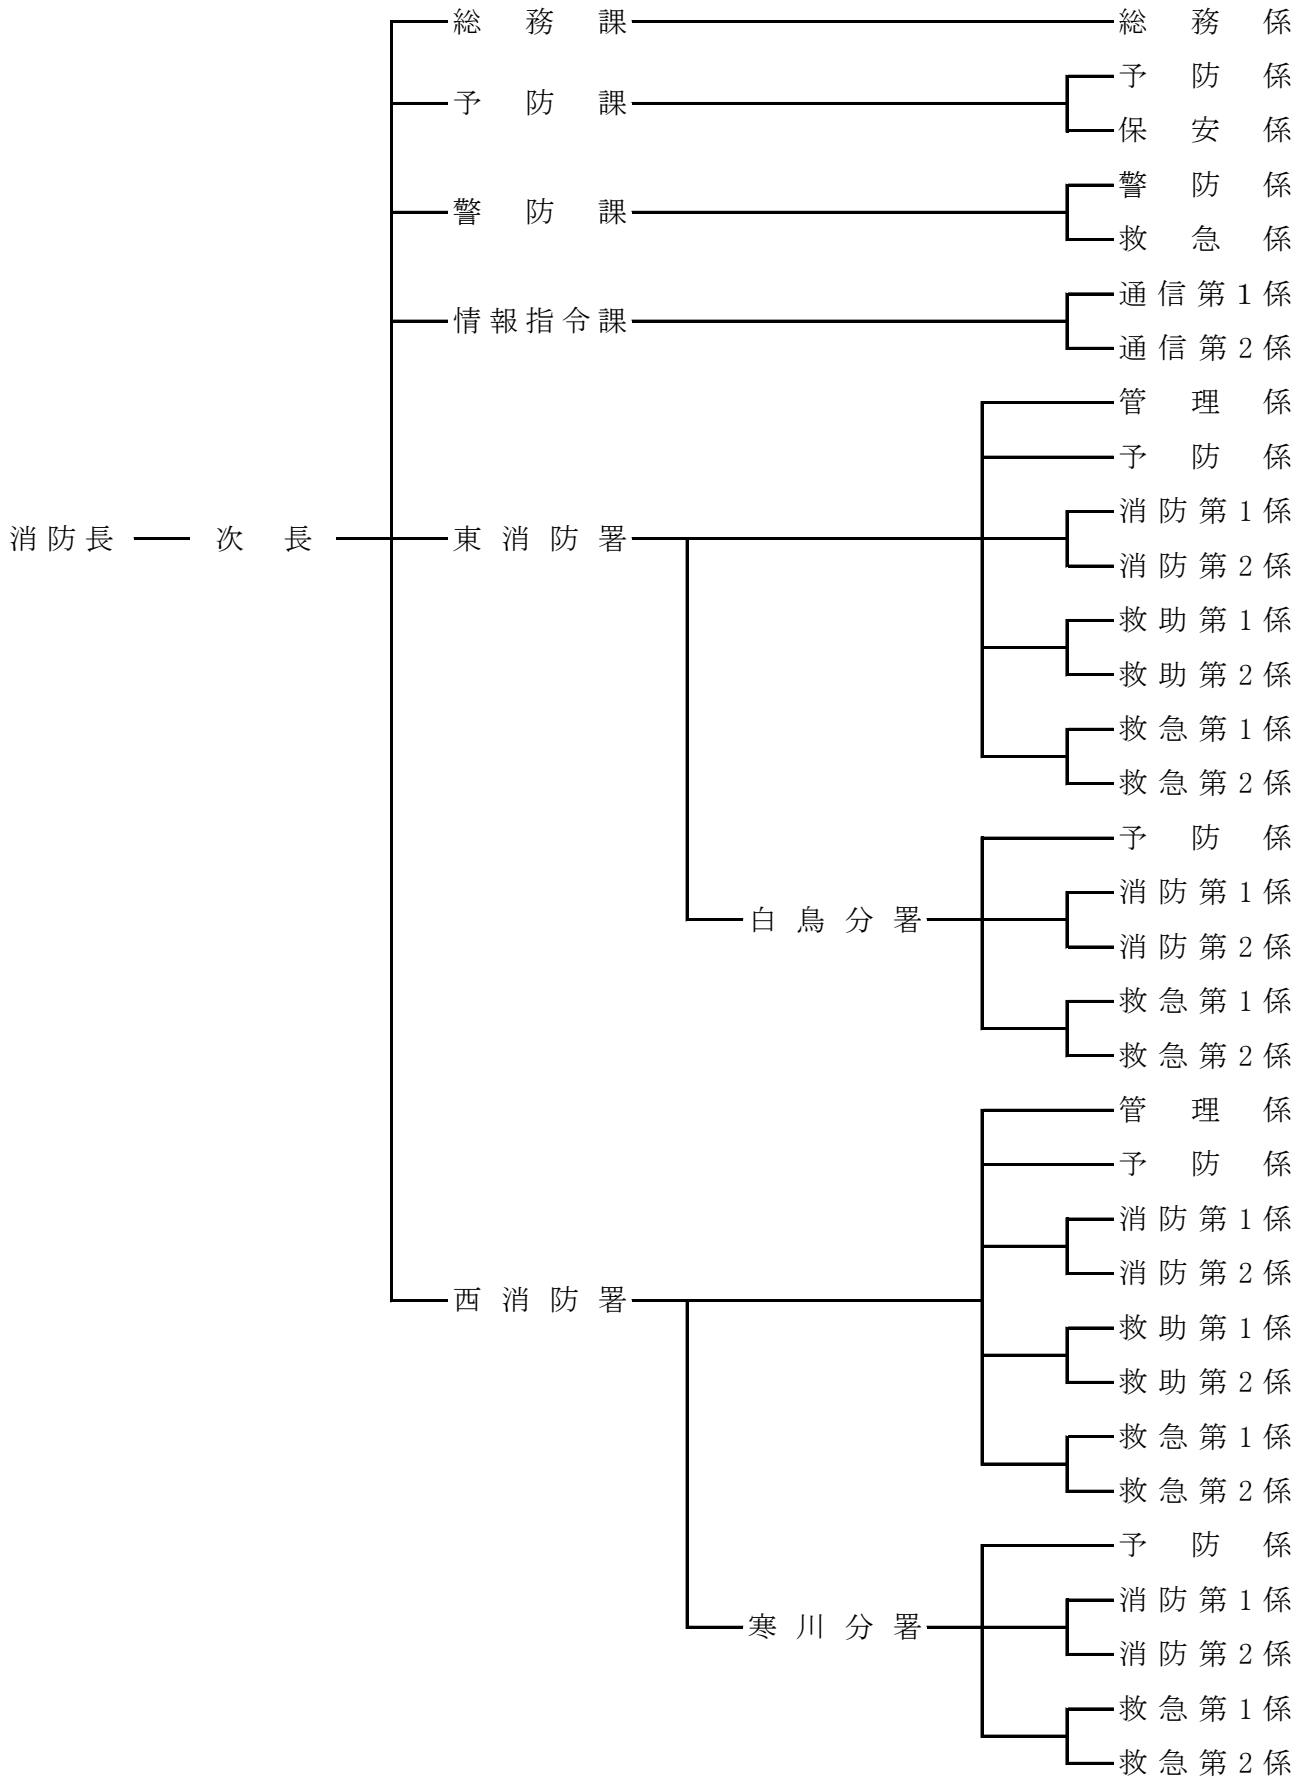 総務課 総務係
予防係
予防課
保安係
警防係
警防課
救急係
通信第1係
情報指令課
通信第2係
管理係
予防係
消防第1係
消防長 次長 東消防署
消防第2係
救助第1係
救助第2係
救急第1係
救急第2係
予防係
消防第1係
白鳥分署
消防第2係
救急第1係
救急第2係
管理係
予防係
消防第1係
消防第2係
西消防署
救助第1係
救助第2係
救急第1係
救急第2係
予防係
消防第1係
寒川分署
消防第2係
救急第1係
救急第2係